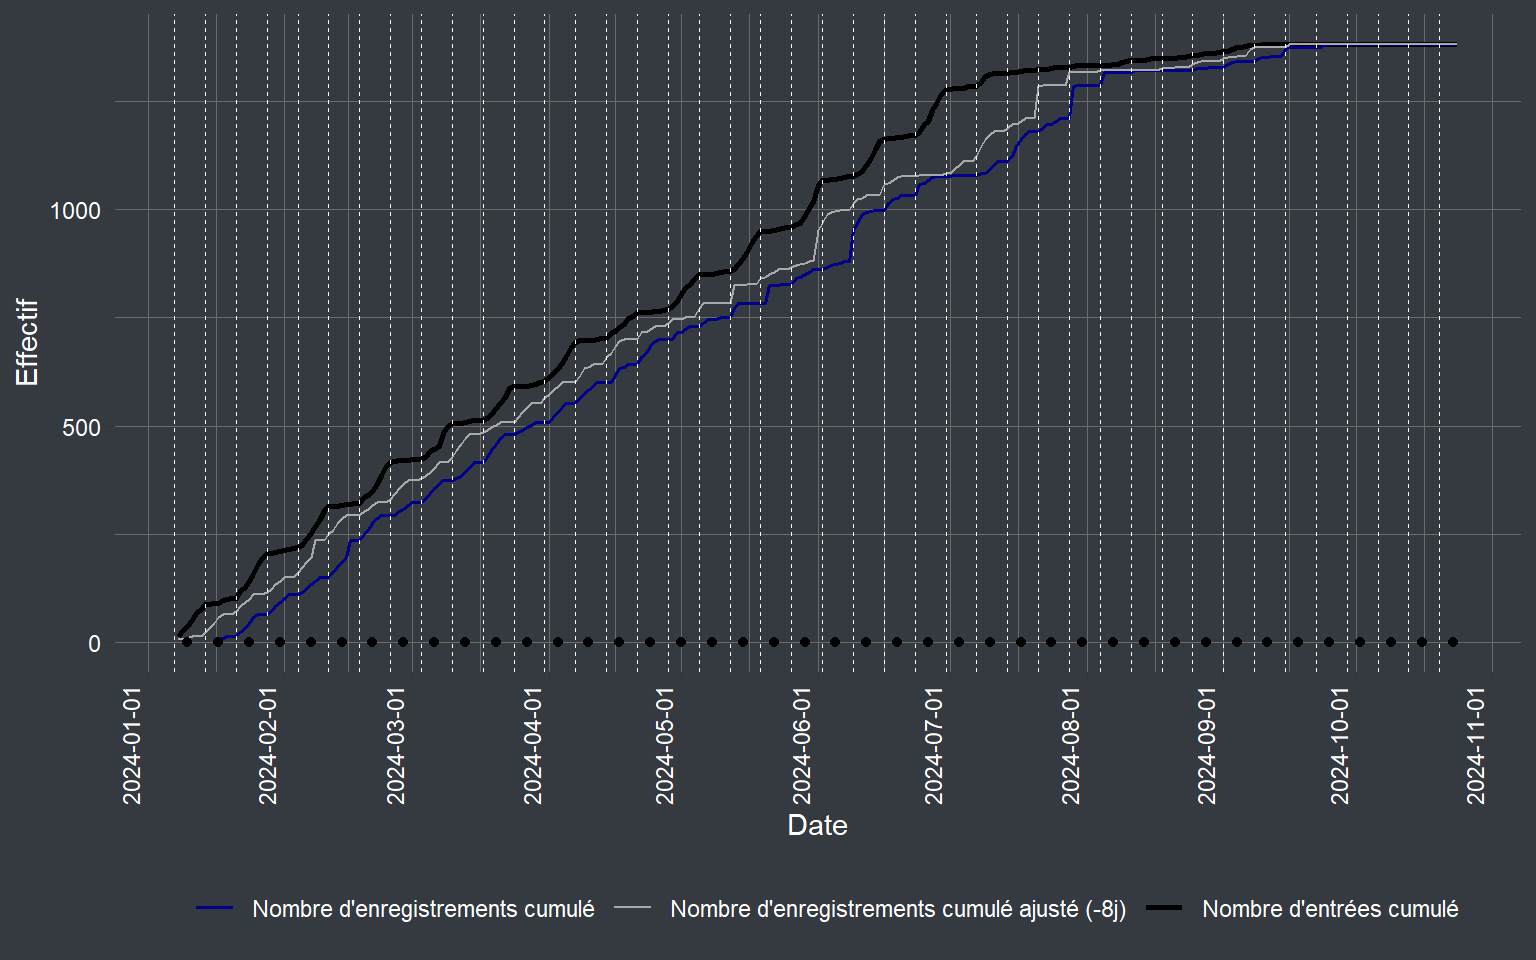 Effectif
1000
500
0
2024-01-01
2024-02-01
2024-03-01
2024-04-01
2024-05-01
2024-06-01
2024-07-01
2024-08-01
2024-09-01
2024-10-01
2024-11-01
Date
Nombre d'enregistrements cumulé
Nombre d'enregistrements cumulé ajusté (-8j)
Nombre d'entrées cumulé